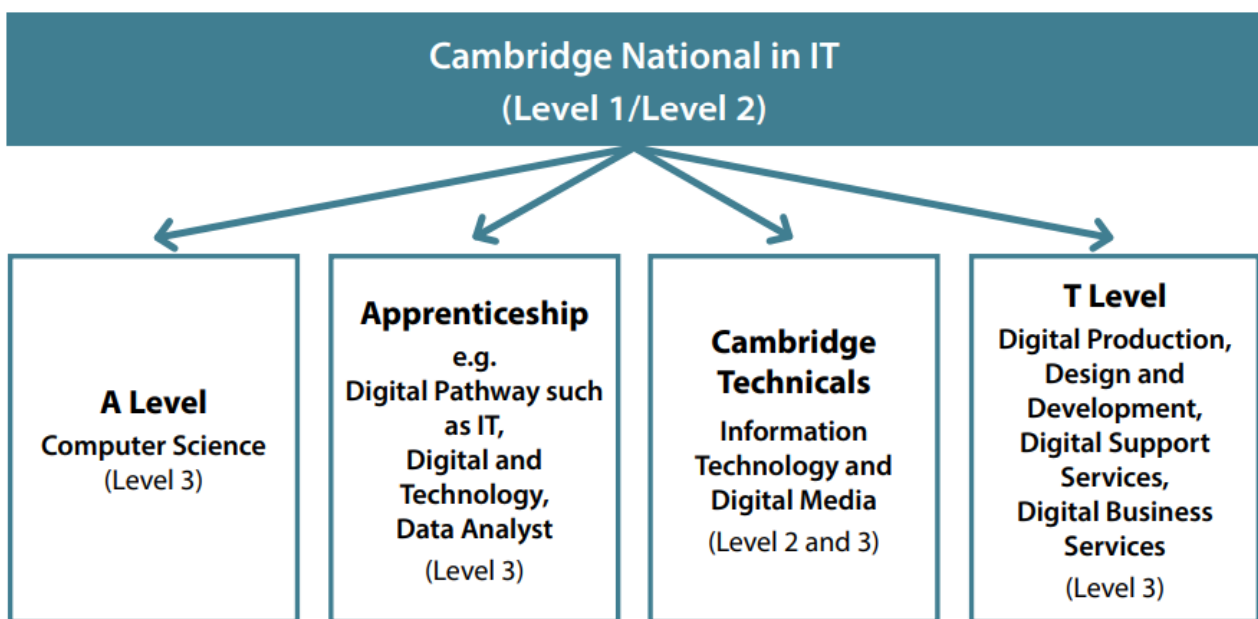 Cambridge National in IT
(Level 1/Level 2)
A Level
Computer Science
(Level 3)
Apprenticeship
e.g.
Digital Pathway such
as IT,
Digital and
Technology,
Data Analyst
(Level 3)
Cambridge
Technicals
Information
Technology and
Digital Media
(Level 2 and 3)
T Level
Digital Production,
Design and
Development,
Digital Support
Services,
Digital Business
Services
(Level 3)